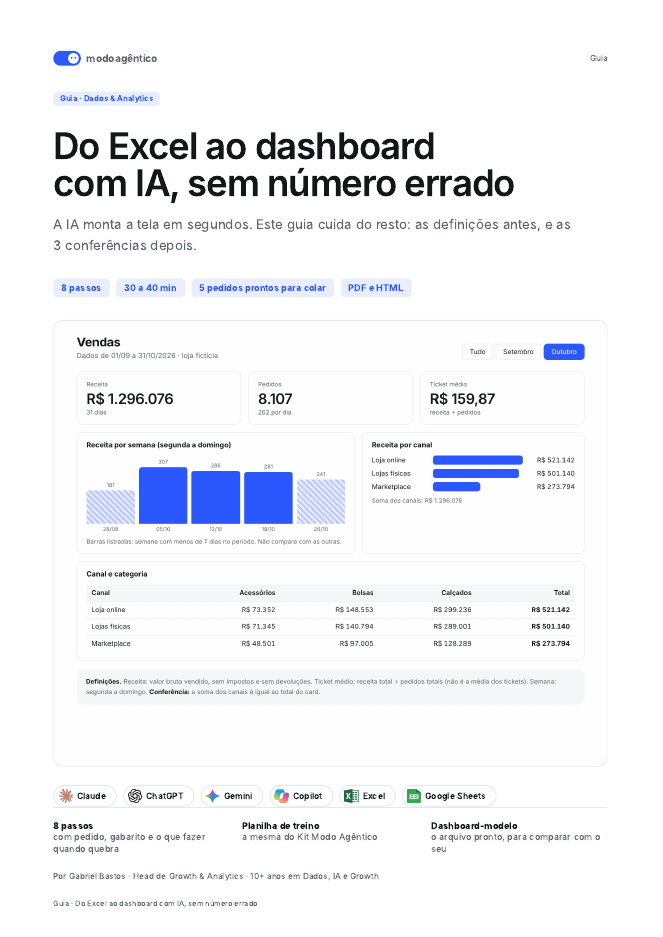 modoagêntico
Guia
Guia · Dados & Analytics
Do Excel ao dashboard
com IA, sem número errado
A IA monta a tela em segundos. Este guia cuida do resto: as definições antes, e as
3 conferências depois.
8 passos
30 a 40 min
5 pedidos prontos para colar
PDF e HTML
Vendas
Dados de 01/09 a 31/10/2026 · loja fictícia
Tudo
Setembro
Outubro
Receita
R$ 1.296.076
31 dias
Pedidos
8.107
262 por dia
Ticket médio
R$ 159,87
receita ÷ pedidos
Receita por semana (segunda a domingo)
181
307
286
281
241
28/09
05/10
12/10
19/10
26/10
Barras listradas: semana com menos de 7 dias no período. Não compare com as outras.
Receita por canal
Loja online R$ 521.142
Lojas físicas R$ 501.140
Marketplace R$ 273.794
Soma dos canais: R$ 1.296.076
Canal e categoria
Canal Acessórios Bolsas Calçados Total
Loja online R$ 73.352 R$ 148.553 R$ 299.236 R$ 521.142
Lojas físicas R$ 71.345 R$ 140.794 R$ 289.001 R$ 501.140
Marketplace R$ 48.501 R$ 97.005 R$ 128.289 R$ 273.794
Definições. Receita: valor bruto vendido, sem impostos e sem devoluções. Ticket médio: receita total ÷ pedidos totais (não é a média dos tickets). Semana:
segunda a domingo. Conferência: a soma dos canais é igual ao total do card.
Claude
ChatGPT
Gemini
Copilot
Excel
Google Sheets
8 passos
com pedido, gabarito e o que fazer
quando quebra
Planilha de treino
a mesma do Kit Modo Agêntico
Dashboard-modelo
o arquivo pronto, para comparar com o
seu
Por Gabriel Bastos · Head de Growth & Analytics · 10+ anos em Dados, IA e Growth
Guia · Do Excel ao dashboard com IA, sem número errado